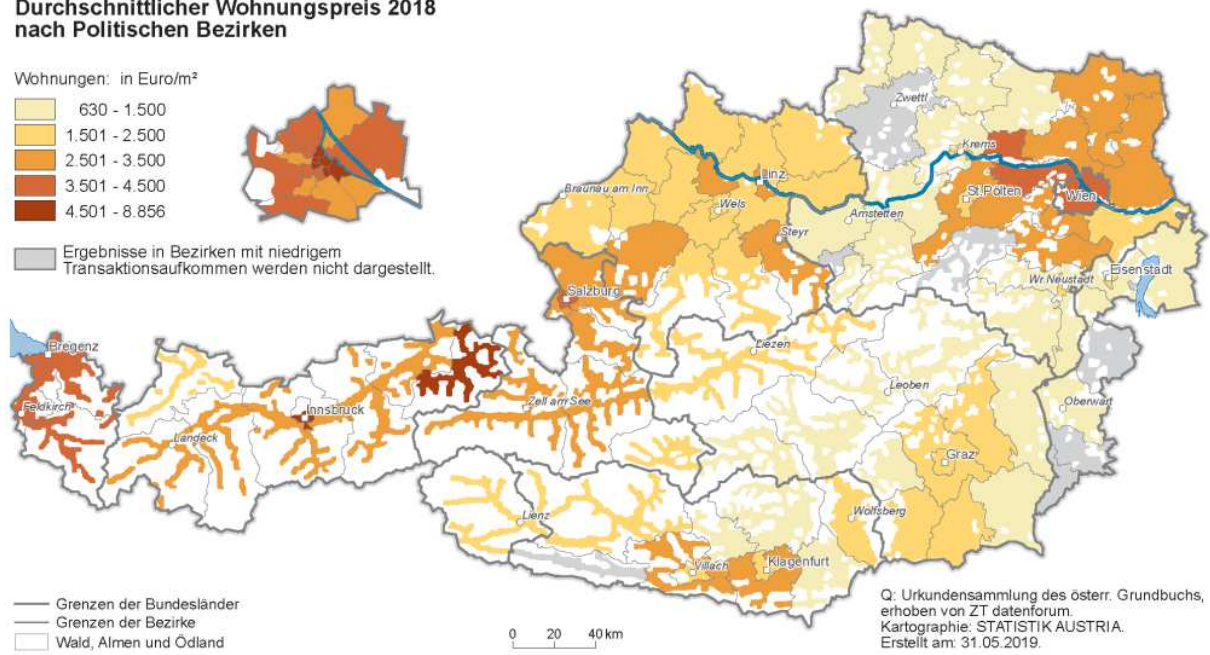 Durchschnittlicher Wohnungspreis 2018
nach Politischen Bezirken
Wohnungen: in Euro/m²
630 - 1.500
1.501 - 2.500
2.501 - 3.500
3.501 - 4.500
4.501 - 8.856
Ergebnisse in Bezirken mit niedrigem
Transaktionsaufkommen werden nicht dargestellt.
Zwettl
Krems
Linz
Braunau am Inn
St.Pölten
Wien
Wels
Amstetten
Steyr
Eisenstadt
Wr.Neustadt
Salzburg
Bregenz
Liezen
Leoben
Feldkirch
Innsbruck
Zell am See
Oberwart
Landeck
Graz
Lienz
Wolfsberg
Villach
Klagenfurt
Grenzen der Bundesländer
Grenzen der Bezirke
Wald, Almen und Ödland
0 20 40 km
Q: Urkundensammlung des österr. Grundbuchs,
erhoben von ZT datenforum.
Kartographie: STATISTIK AUSTRIA.
Erstellt am: 31.05.2019.